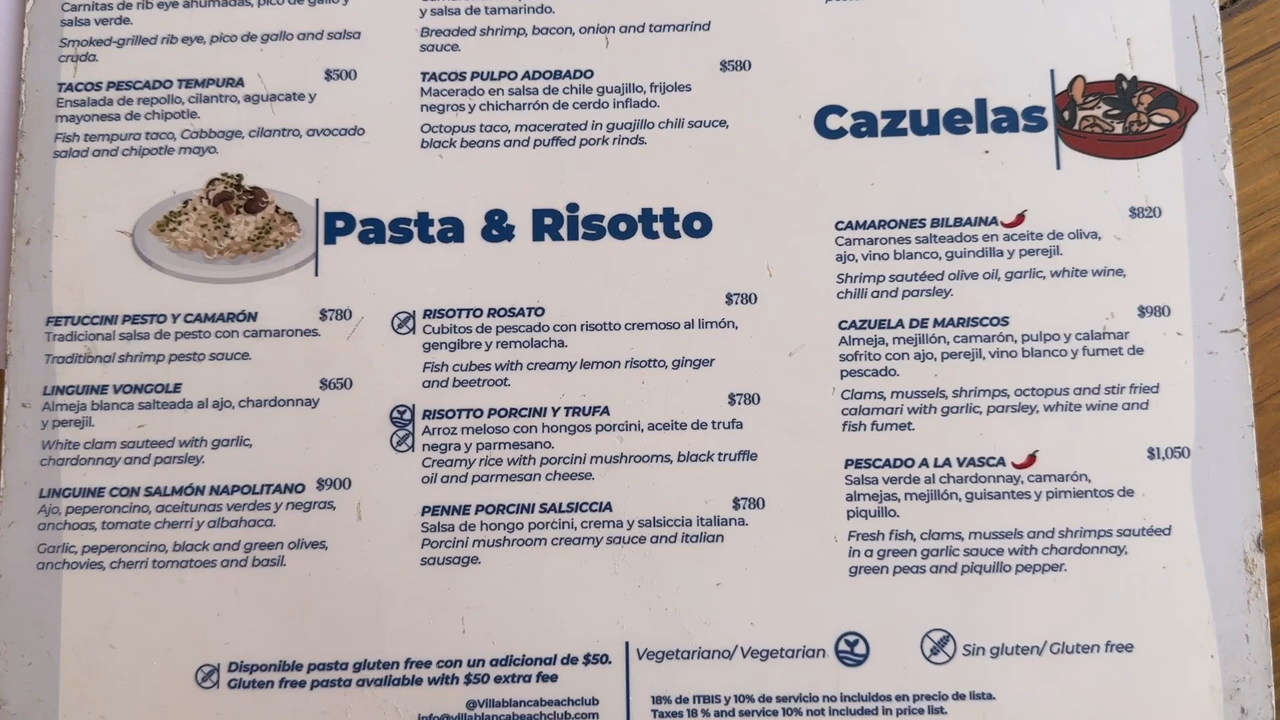 Carnitas de rib eye ahumadas, pico de gallo y
salsa verde.
Smoked-grilled rib eye, pico de gallo and salsa
cruda.
TACOS PESCADO TEMPURA $500
Ensalada de repollo, cilantro, aguacate y
mayonesa de chipotle.
Fish tempura taco, Cabbage, cilantro, avocado
salad and chipotle mayo.
y salsa de tamarindo.
Breaded shrimp, bacon, onion and tamarind
sauce.
TACOS PULPO ADOBADO $580
Macerado en salsa de chile guajillo, frijoles
negros y chicharrón de cerdo inflado.
Octopus taco, macerated in guajillo chili sauce,
black beans and puffed pork rinds.
Pasta & Risotto
FETUCCINI PESTO Y CAMARÓN $780
Tradicional salsa de pesto con camarones.
Traditional shrimp pesto sauce.
LINGUINE VONGOLE $650
Almeja blanca salteada al ajo, chardonnay
y perejil.
White clam sauteed with garlic,
chardonnay and parsley.
LINGUINE CON SALMÓN NAPOLITANO $900
Ajo, peperoncino, aceitunas verdes y negras,
anchoas, tomate cherri y albahaca.
Garlic, peperoncino, black and green olives,
anchovies, cherri tomatoes and basil.
RISOTTO ROSATO $780
Cubitos de pescado con risotto cremoso al limón,
gengibre y remolacha.
Fish cubes with creamy lemon risotto, ginger
and beetroot.
RISOTTO PORCINI Y TRUFA $780
Arroz meloso con hongos porcini, aceite de trufa
negra y parmesano.
Creamy rice with porcini mushrooms, black truffle
oil and parmesan cheese.
PENNE PORCINI SALSICCIA $780
Salsa de hongo porcini, crema y salsiccia italiana.
Porcini mushroom creamy sauce and italian
sausage.
Cazuelas
CAMARONES BILBAINA $820
Camarones salteados en aceite de oliva,
ajo, vino blanco, guindilla y perejil.
Shrimp sautéed olive oil, garlic, white wine,
chilli and parsley.
CAZUELA DE MARISCOS $980
Almeja, mejillón, camarón, pulpo y calamar
sofrito con ajo, perejil, vino blanco y fumet de
pescado.
Clams, mussels, shrimps, octopus and stir fried
calamari with garlic, parsley, white wine and
fish fumet.
PESCADO A LA VASCA $1,050
Salsa verde al chardonnay, camarón,
almejas, mejillón, guisantes y pimientos de
piquillo.
Fresh fish, clams, mussels and shrimps sautéed
in a green garlic sauce with chardonnay,
green peas and piquillo pepper.
Disponible pasta gluten free con un adicional de $50.
Gluten free pasta avaliable with $50 extra fee
@Villablancabeachclub
info@villablancabeachclub.com
Vegetariano/ Vegetarian
Sin gluten/ Gluten free
18% de ITBIS y 10% de servicio no incluidos en precio de lista.
Taxes 18 % and service 10% not included in price list.